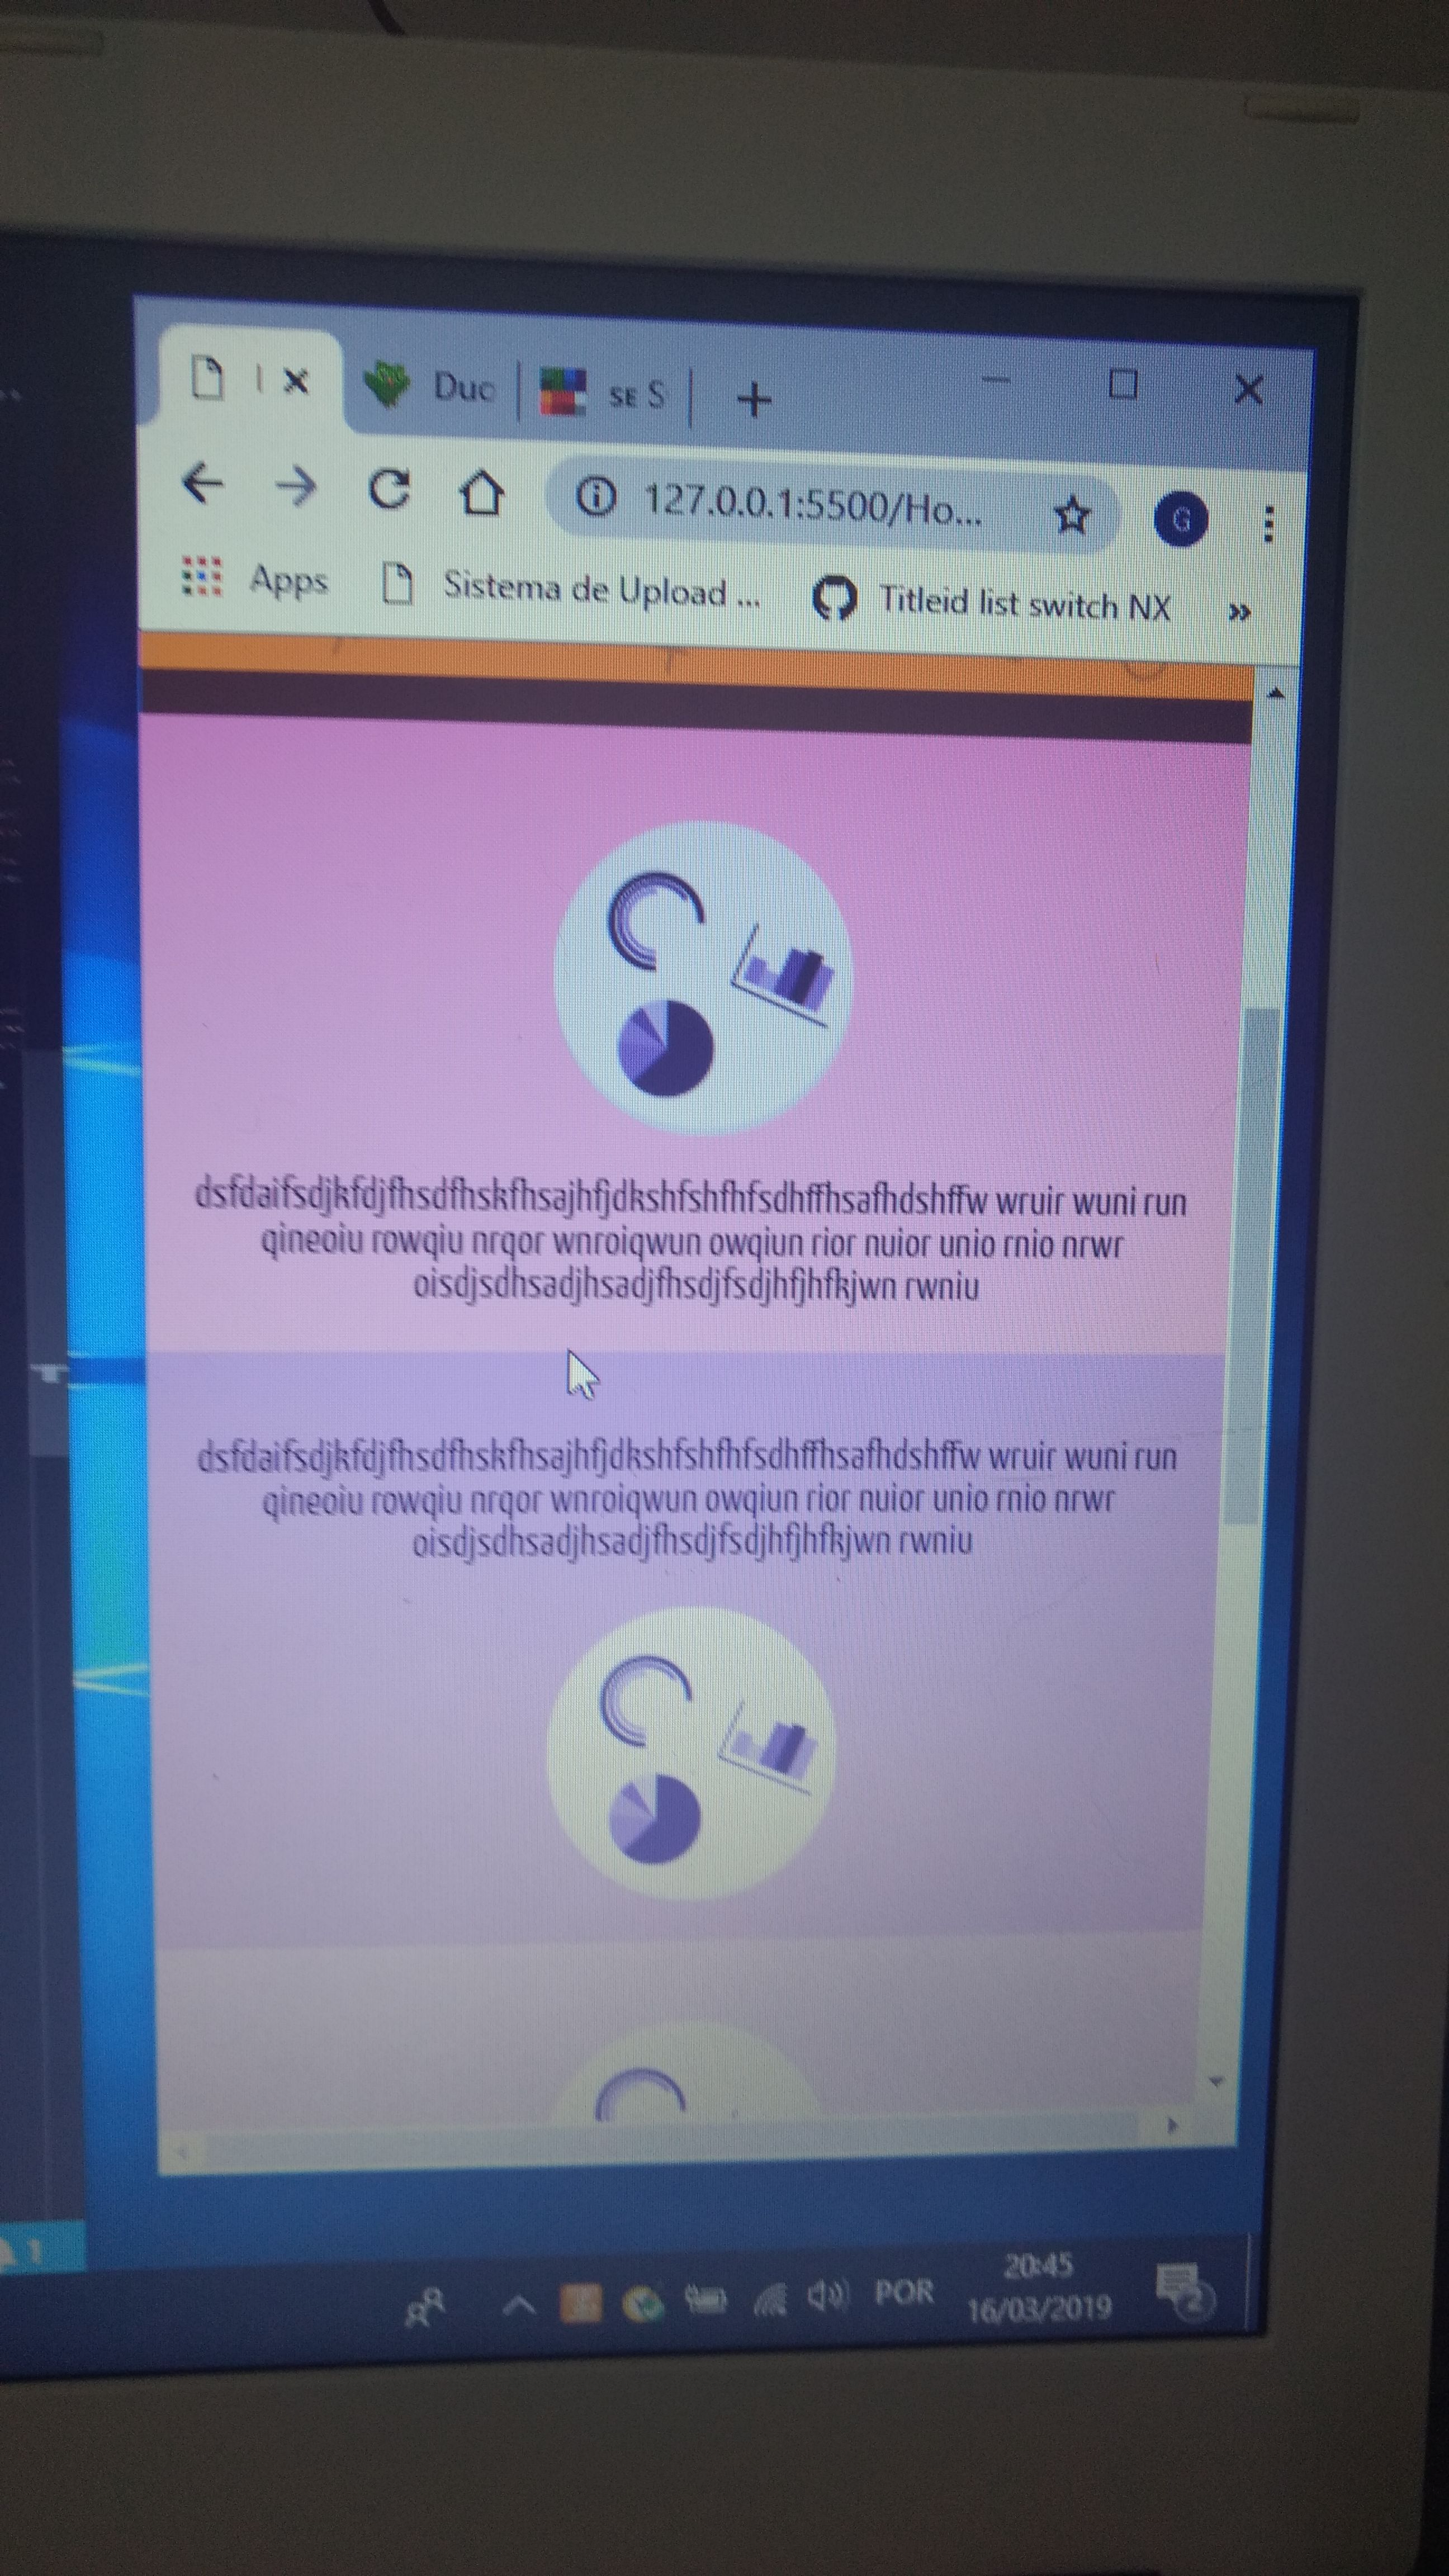 Duc
SE S
127.0.0.1:5500/Ho...
G
Apps
Sistema de Upload ...
Titleid list switch NX
»
dsfdaifsdjkfdjfhsdfhskfhsajhfjdkshfshfhfsdhffhsafhdshffw wruir wuni run
qineoiu rowqiu nrqor wnroiqwun owqiun rior nuior unio rnio nrwr
oisdjsdhsadjhsadjfhsdjfsdjhfjhfkjwn rwniu
dsfdaifsdjkfdjfhsdfhskfhsajhfjdkshfshfhfsdhffhsafhdshffw wruir wuni run
qineoiu rowqiu nrqor wnroiqwun owqiun rior nuior unio rnio nrwr
oisdjsdhsadjhsadjfhsdjfsdjhfjhfkjwn rwniu
1
POR
20:45
16/03/2019
2